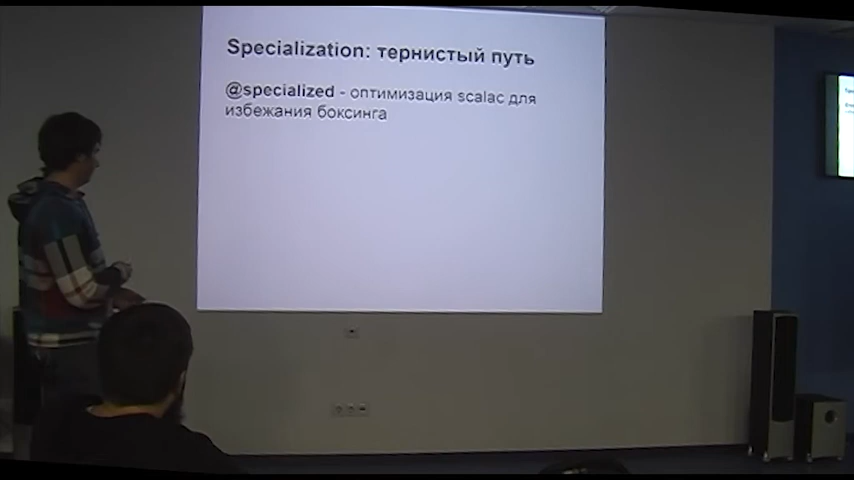 Specialization: тернистый путь
@specialized - оптимизация scalac для
избежания боксинга